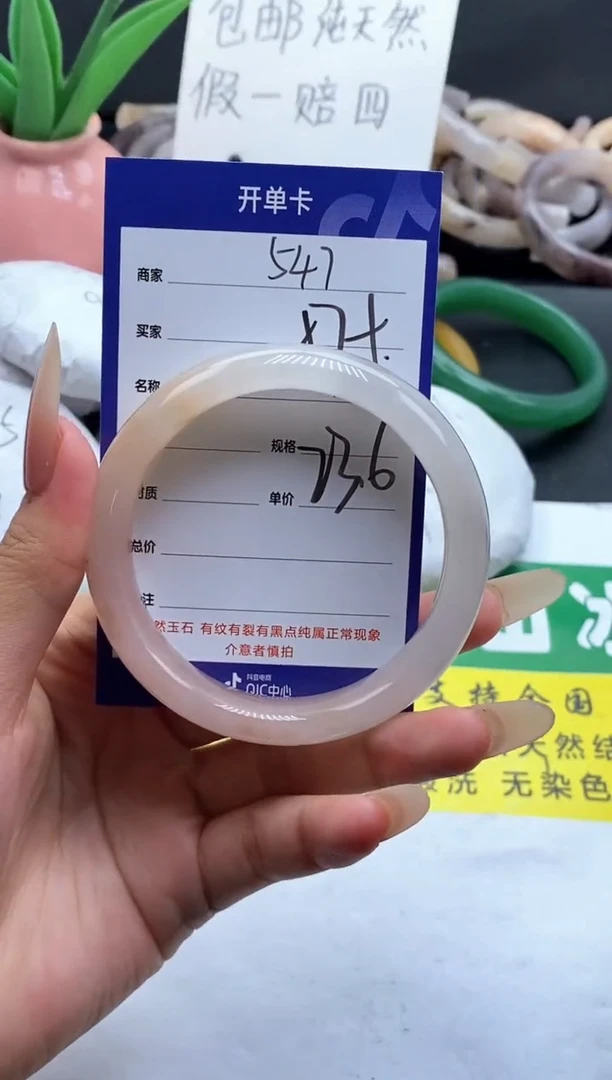 包邮 纯天然
假一赔四
开单卡
商家 547
买家
名称
规格 73.6
质 单价
总价
注
然玉石 有纹有裂有黑点纯属正常现象
介意者慎拍
抖音电商
QIC中心
冰
支持全国
天然结
洗 无染色